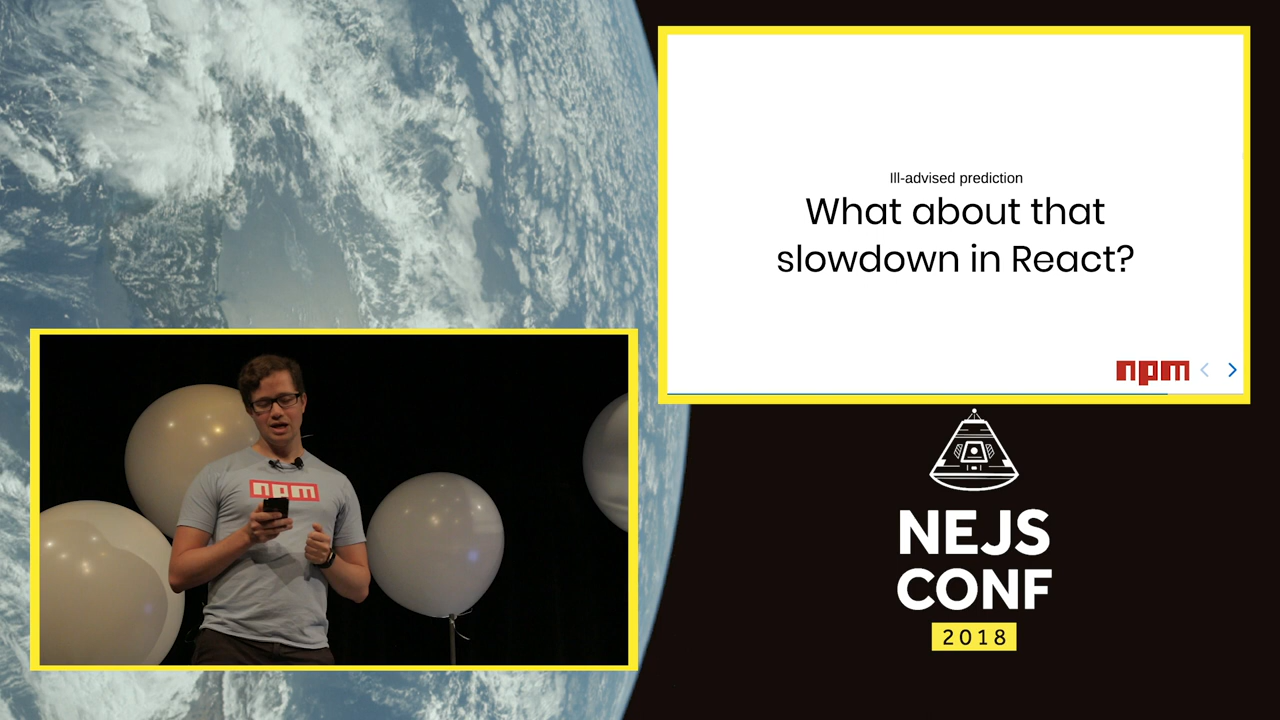 Ill-advised prediction
What about that
slowdown in React?
npm
npm
NEJS
CONF
2018